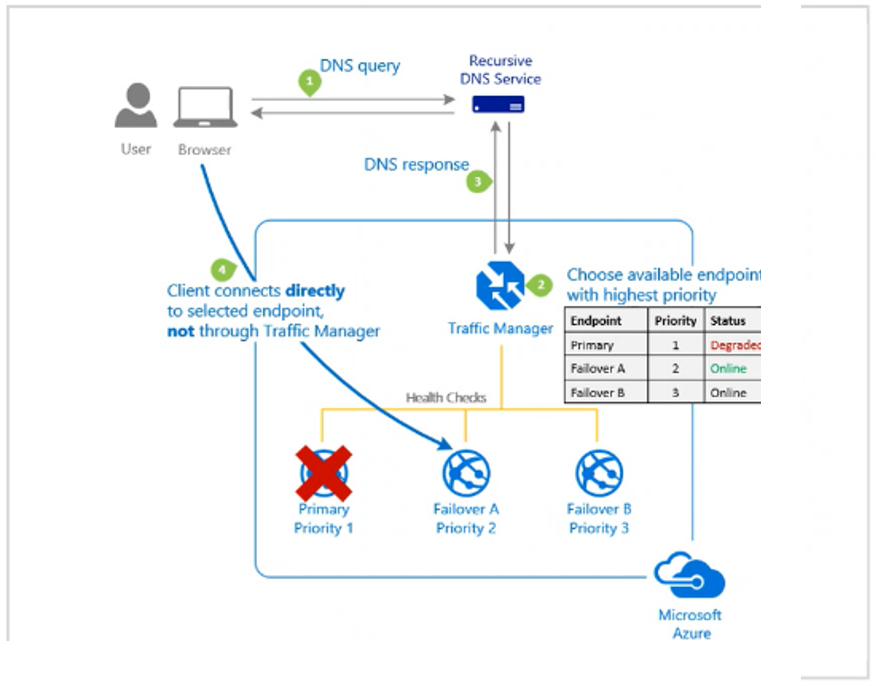 DNS query
1
Recursive
DNS Service
User
Browser
DNS response
3
4
Client connects directly
to selected endpoint,
not through Traffic Manager
2
Choose available endpoint
with highest priority
Traffic Manager
Endpoint Priority Status
Primary 1 Degraded
Failover A 2 Online
Failover B 3 Online
Health Checks
Primary
Priority 1
Failover A
Priority 2
Failover B
Priority 3
Microsoft
Azure